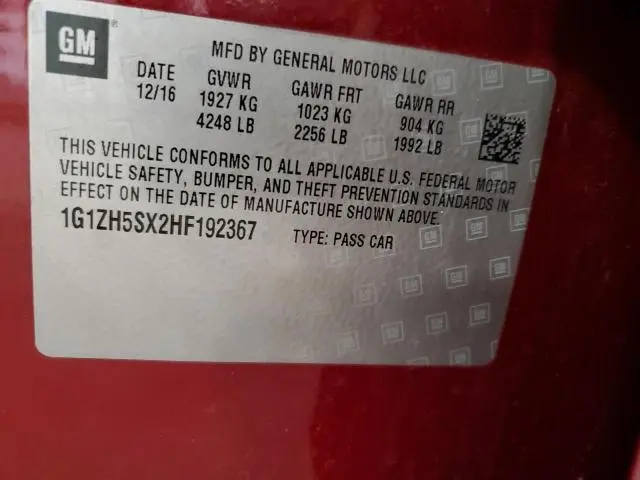 GM ®
MFD BY GENERAL MOTORS LLC
DATE GVWR GAWR FRT GAWR RR
12/16 1927 KG 1023 KG 904 KG
4248 LB 2256 LB 1992 LB
THIS VEHICLE CONFORMS TO ALL APPLICABLE U.S. FEDERAL MOTOR
VEHICLE SAFETY, BUMPER, AND THEFT PREVENTION STANDARDS IN
EFFECT ON THE DATE OF MANUFACTURE SHOWN ABOVE.
1G1ZH5SX2HF192367 TYPE: PASS CAR